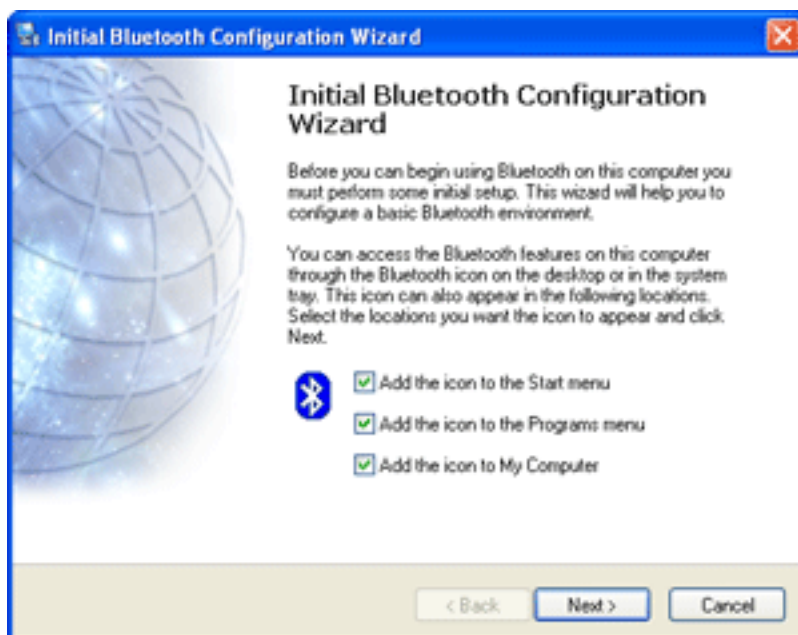 Initial Bluetooth Configuration Wizard
Initial Bluetooth Configuration
Wizard
Before you can begin using Bluetooth on this computer you
must perform some initial setup. This wizard will help you to
configure a basic Bluetooth environment.
You can access the Bluetooth features on this computer
through the Bluetooth icon on the desktop or in the system
tray. This icon can also appear in the following locations.
Select the locations you want the icon to appear and click
Next.
Add the icon to the Start menu
Add the icon to the Programs menu
Add the icon to My Computer
< Back
Next >
Cancel